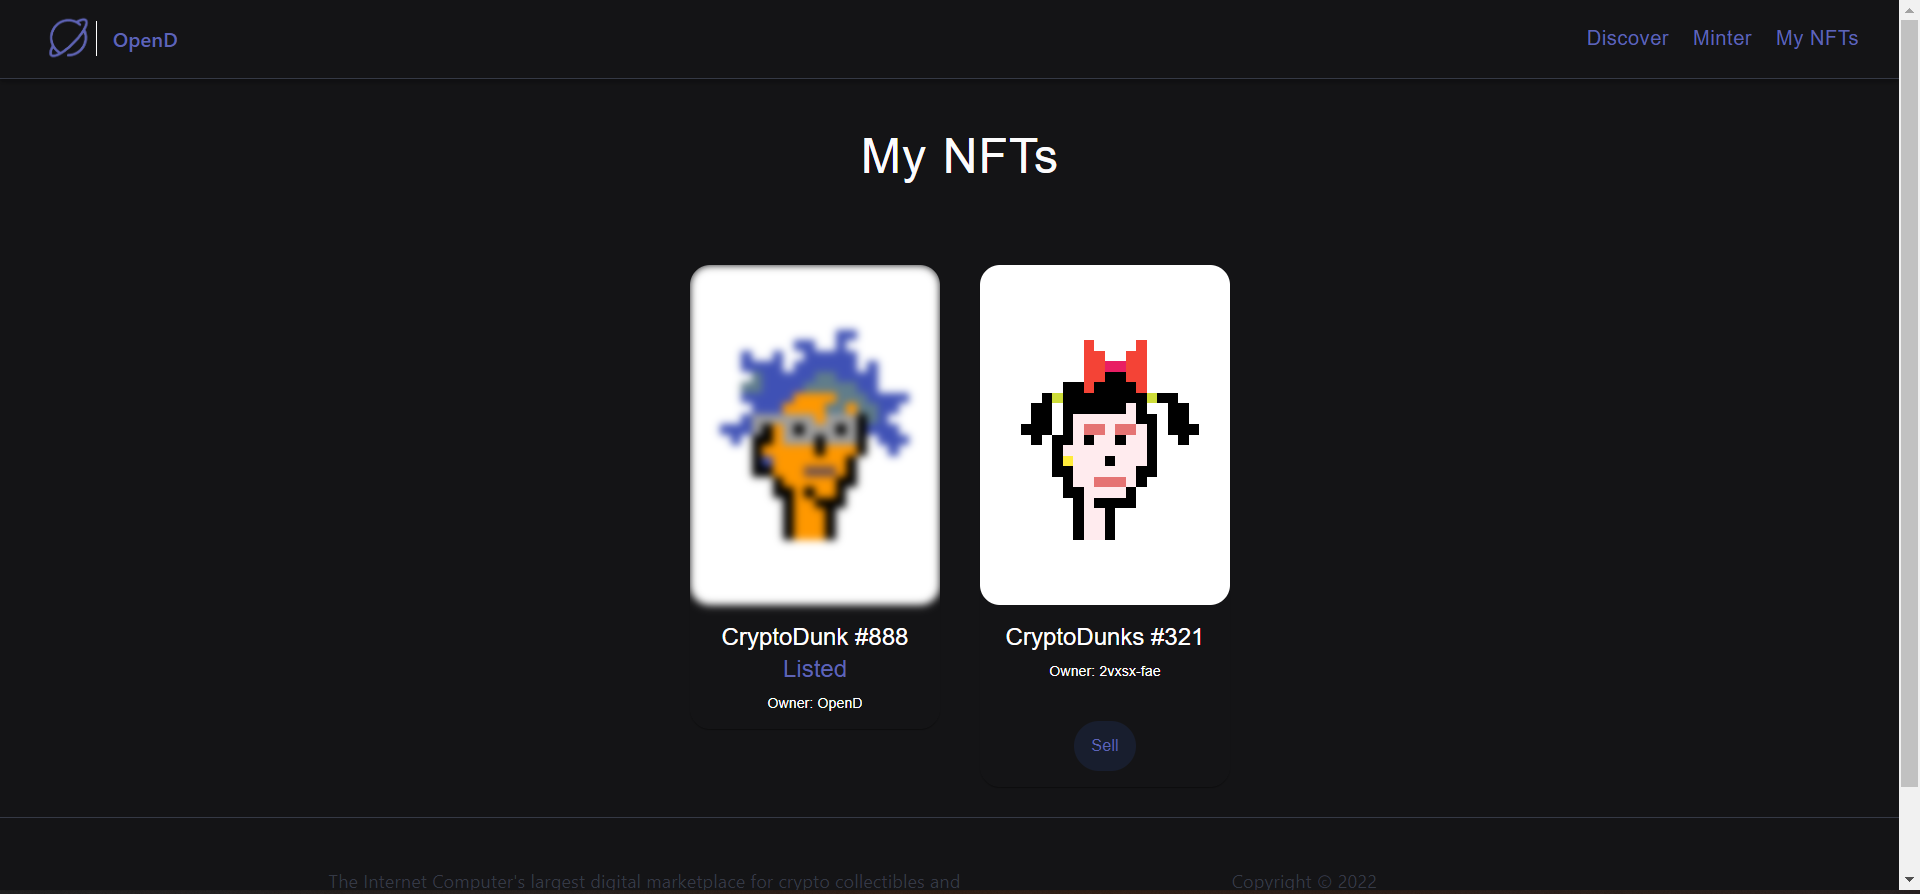 OpenD
Discover Minter My NFTs
My NFTs
CryptoDunk #888
Listed
Owner: OpenD
CryptoDunks #321
Owner: 2vxsx-fae
Sell
The Internet Computer's largest digital marketplace for crypto collectibles and
Copyright © 2022